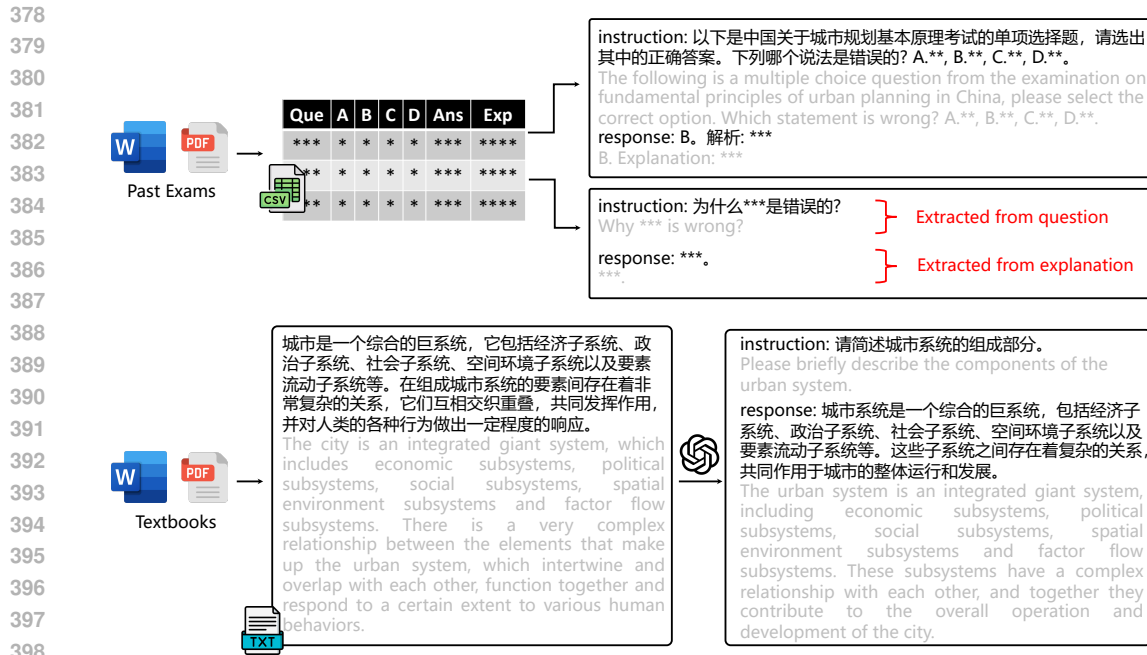 378
379
380
381
382
383
384
385
386
387
388
389
390
391
392
393
394
395
396
397
398
W
PDF
Past Exams
Que A B C D Ans Exp
*** * * * * *** ****
** * * * * *** ****
** * * * * *** ****
CSV
instruction: 以下是中国关于城市规划基本原理考试的单项选择题，请选出
其中的正确答案。下列哪个说法是错误的? A.**, B.**, C.**, D.**。
The following is a multiple choice question from the examination on
fundamental principles of urban planning in China, please select the
correct option. Which statement is wrong? A.**, B.**, C.**, D.**.
response: B。解析: ***
B. Explanation: ***
instruction: 为什么***是错误的?
Why *** is wrong?
Extracted from question
response: ***。
***.
Extracted from explanation
W
PDF
Textbooks
城市是一个综合的巨系统，它包括经济子系统、政
治子系统、社会子系统、空间环境子系统以及要素
流动子系统等。在组成城市系统的要素间存在着非
常复杂的关系，它们互相交织重叠，共同发挥作用，
并对人类的各种行为做出一定程度的响应。
The city is an integrated giant system, which
includes economic subsystems, political
subsystems, social subsystems, spatial
environment subsystems and factor flow
subsystems. There is a very complex
relationship between the elements that make
up the urban system, which intertwine and
overlap with each other, function together and
respond to a certain extent to various human
behaviors.
TXT
instruction: 请简述城市系统的组成部分。
Please briefly describe the components of the
urban system.
response: 城市系统是一个综合的巨系统，包括经济子
系统、政治子系统、社会子系统、空间环境子系统以及
要素流动子系统等。这些子系统之间存在着复杂的关系，
共同作用于城市的整体运行和发展。
The urban system is an integrated giant system,
including economic subsystems, political
subsystems, social subsystems, spatial
environment subsystems and factor flow
subsystems. These subsystems have a complex
relationship with each other, and together they
contribute to the overall operation and
development of the city.